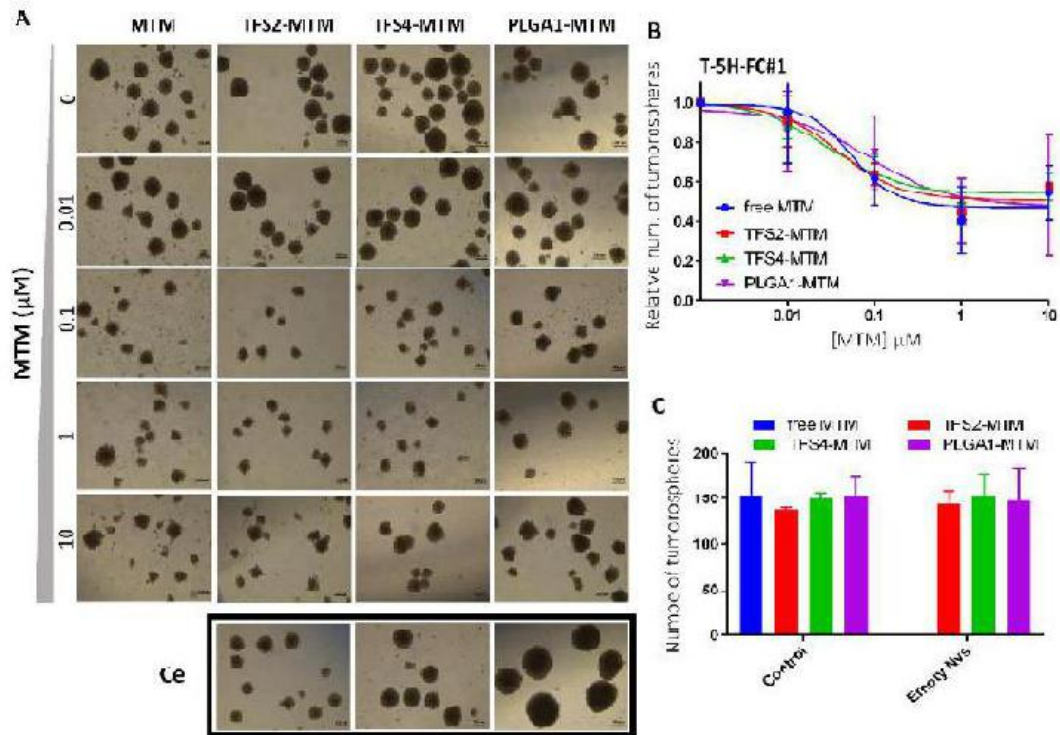 A
MTM TFS2-MTM TFS4-MTM PLGA1-MTM
MTM (μM)
C
0.01
0.1
1
10
Ce
B
T-5H-FC#1
Relative num. of tumorospheres
1.0
0.8
0.6
0.4
0.2
0.0
free MTM
TFS2-MTM
TFS4-MTM
PLGA1-MTM
0.01 0.1 1 10
[MTM] μM
C
free MTM TFS2-MTM
TFS4-MTM PLGA1-MTM
Number of tumorospheres
200
150
100
50
0
Control Empty NVs